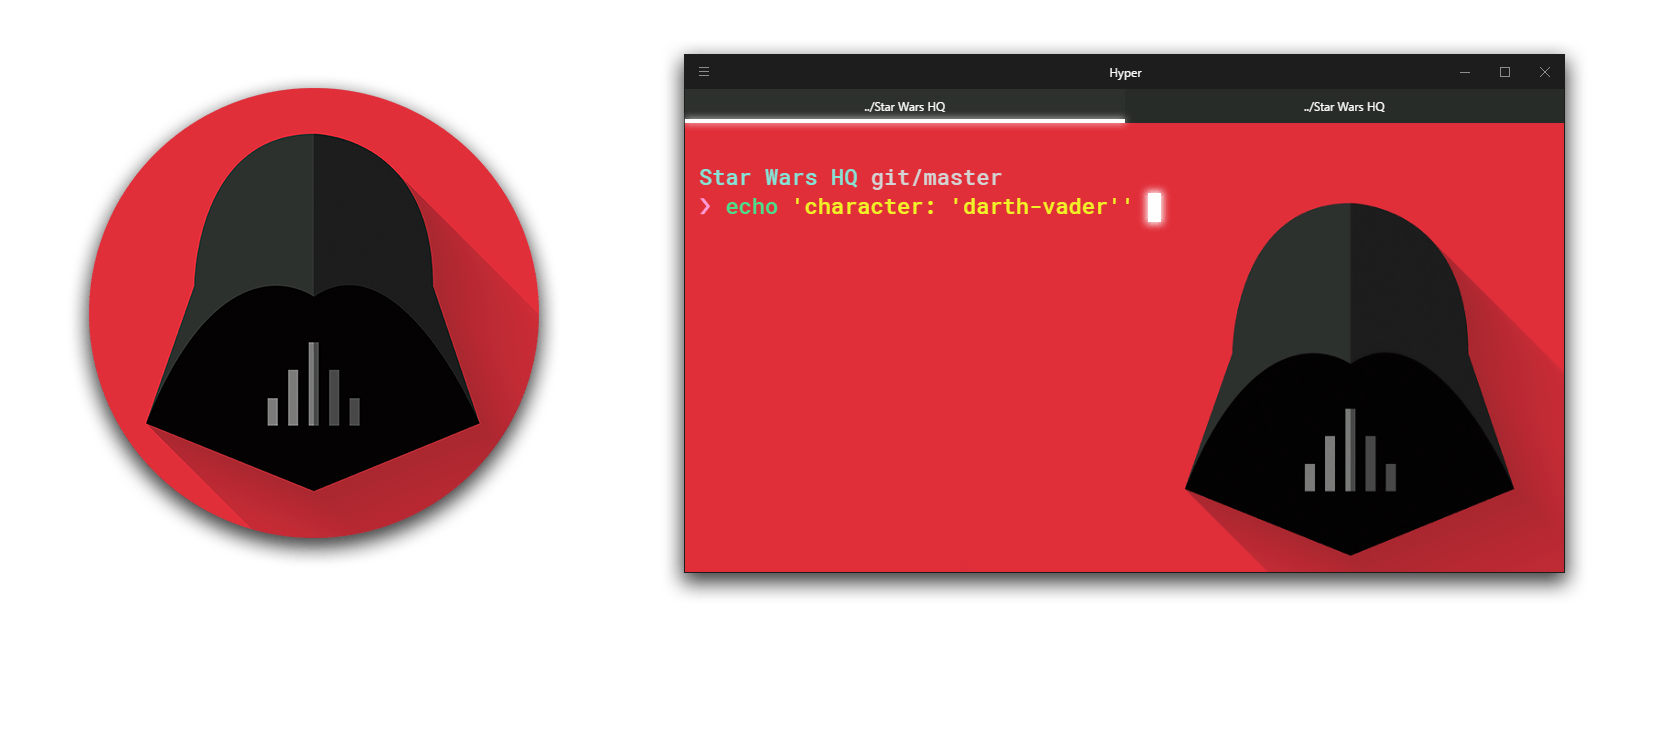 Hyper
../Star Wars HQ
../Star Wars HQ
Star Wars HQ git/master
❯ echo 'character: 'darth-vader''